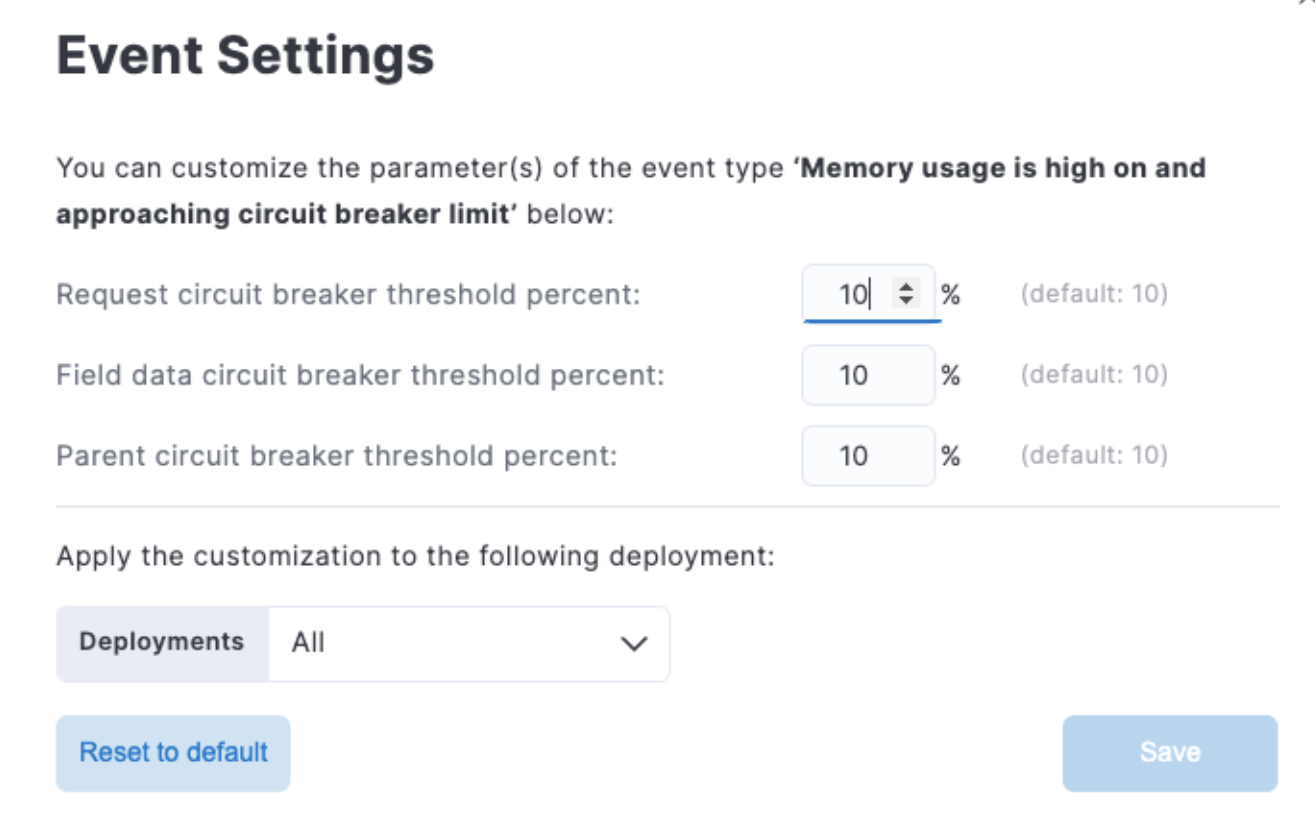 Event Settings
You can customize the parameter(s) of the event type ‘Memory usage is high on and
approaching circuit breaker limit’ below:
Request circuit breaker threshold percent: 10 % (default: 10)
Field data circuit breaker threshold percent: 10 % (default: 10)
Parent circuit breaker threshold percent: 10 % (default: 10)
Apply the customization to the following deployment:
Deployments All
Reset to default Save